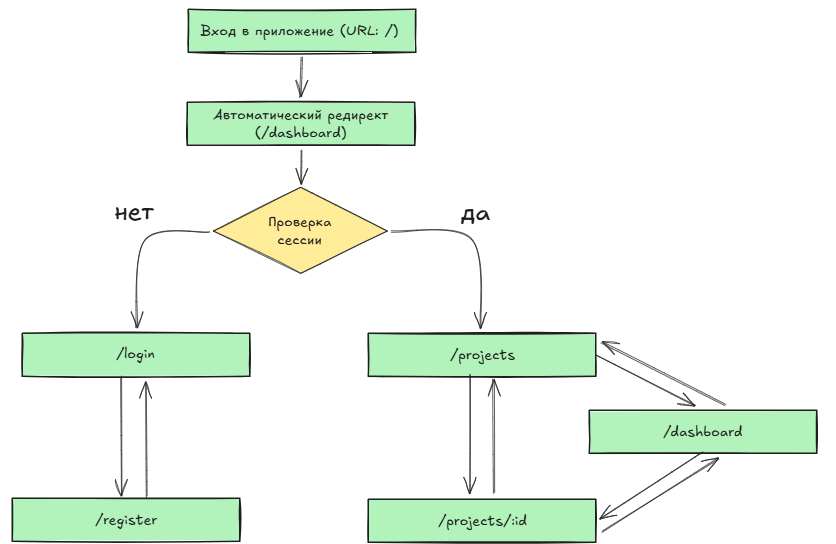 Вход в приложение (URL: /)
Автоматический редирект
(/dashboard)
Проверка
сессии
нет
да
/login
/projects
/dashboard
/register
/projects/:id